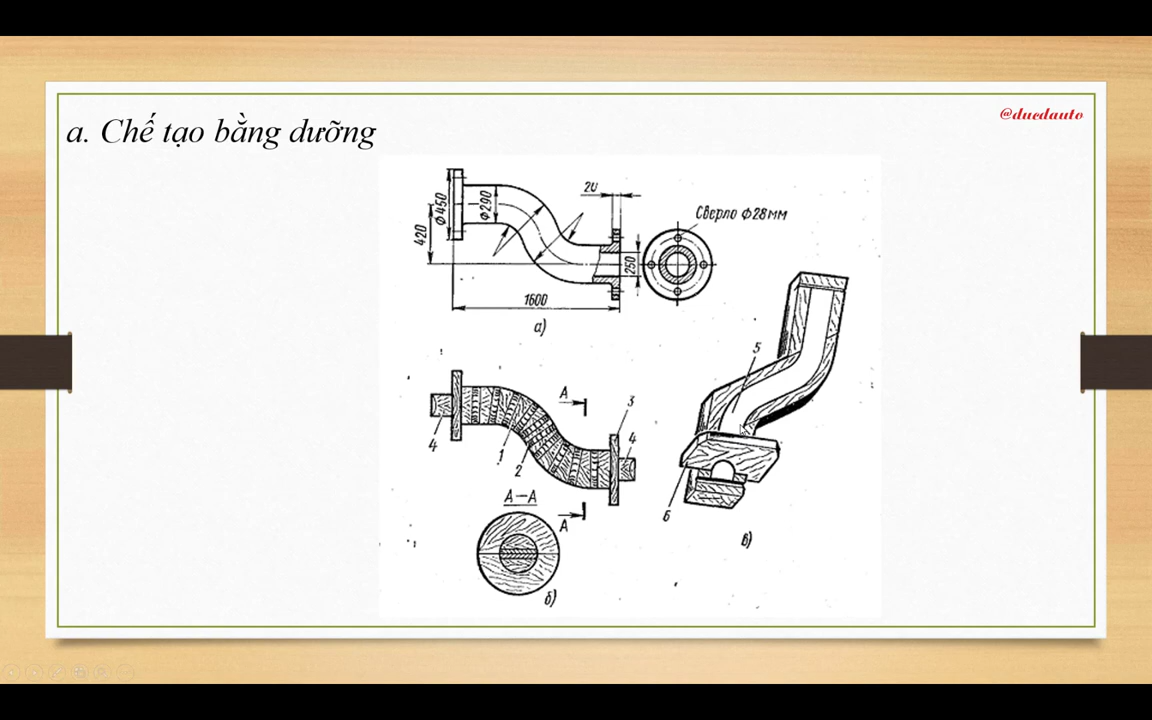 a. Chế tạo bằng dưỡng
@ducdauto
20
Ф450
Ф290
Сверло Ф28мм
420
250
1600
а)
5
А
3
4
4
1
2
А–А
А
6
в)
б)